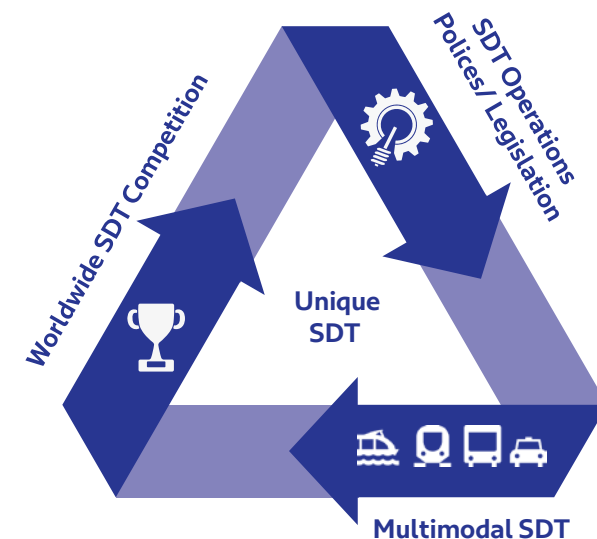 SDT Operations
Polices/ Legislation
Worldwide SDT Competition
Unique
SDT
Multimodal SDT